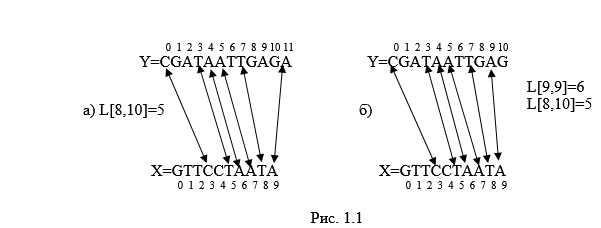 0 1 2 3 4 5 6 7 8 9 10 11
Y=CGATAATTGAGA
а) L[8,10]=5
X=GTTCCTAATA
0 1 2 3 4 5 6 7 8 9
0 1 2 3 4 5 6 7 8 9 10
Y=CGATAATTGAG
б)
L[9,9]=6
L[8,10]=5
X=GTTCCTAATA
0 1 2 3 4 5 6 7 8 9
Рис. 1.1